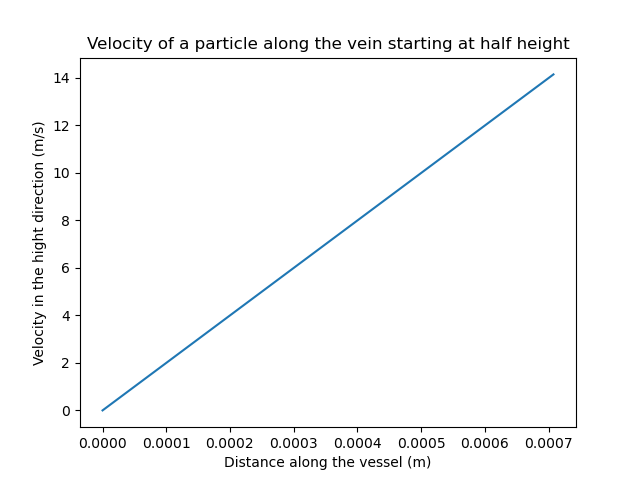 Velocity of a particle along the vein starting at half height
14
12
10
8
6
4
2
0
Velocity in the hight direction (m/s)
0.0000 0.0001 0.0002 0.0003 0.0004 0.0005 0.0006 0.0007
Distance along the vessel (m)